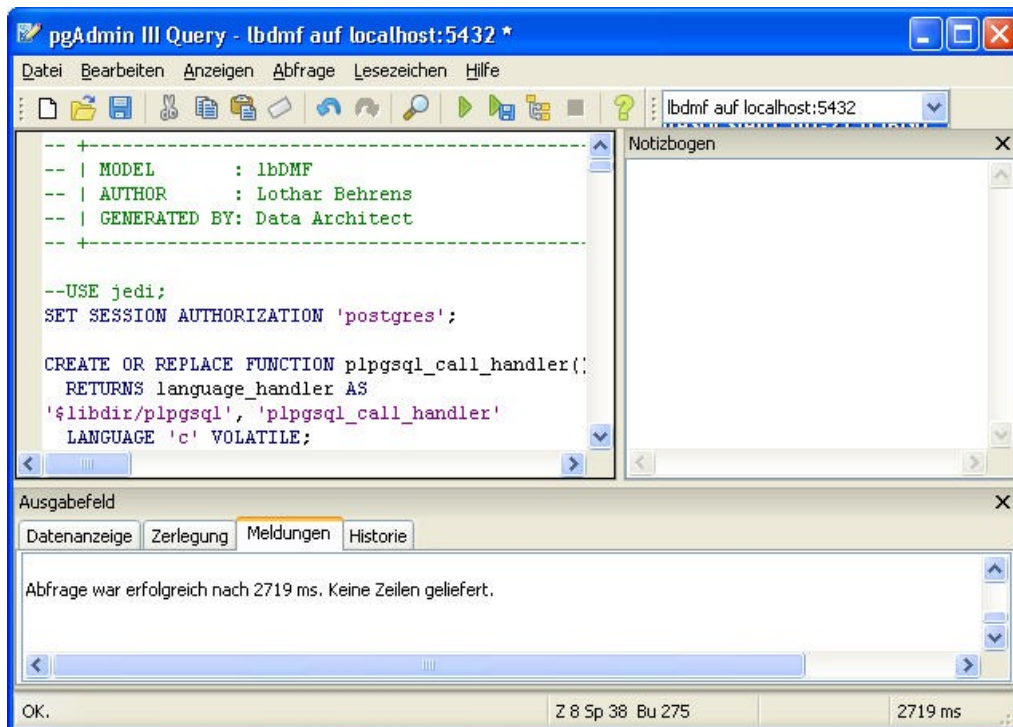 pgAdmin III Query - lbdmf auf localhost:5432 *
Datei Bearbeiten Anzeigen Abfrage Lesezeichen Hilfe
lbdmf auf localhost:5432
-- +-----------------------------------------------
-- | MODEL : lbDMF
-- | AUTHOR : Lothar Behrens
-- | GENERATED BY: Data Architect
-- +-----------------------------------------------
--USE jedi;
SET SESSION AUTHORIZATION 'postgres';
CREATE OR REPLACE FUNCTION plpgsql_call_handler()
RETURNS language_handler AS
'$libdir/plpgsql', 'plpgsql_call_handler'
LANGUAGE 'c' VOLATILE;
Notizbogen
Ausgabefeld
Datenanzeige Zerlegung Meldungen Historie
Abfrage war erfolgreich nach 2719 ms. Keine Zeilen geliefert.
OK. Z 8 Sp 38 Bu 275 2719 ms